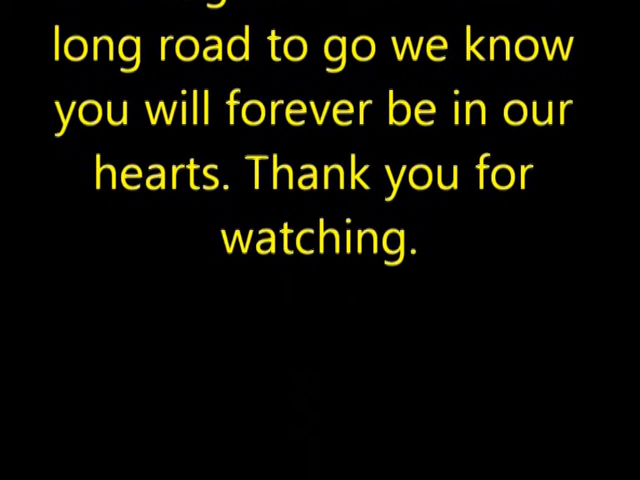 long road to go we know
you will forever be in our
hearts. Thank you for
watching.